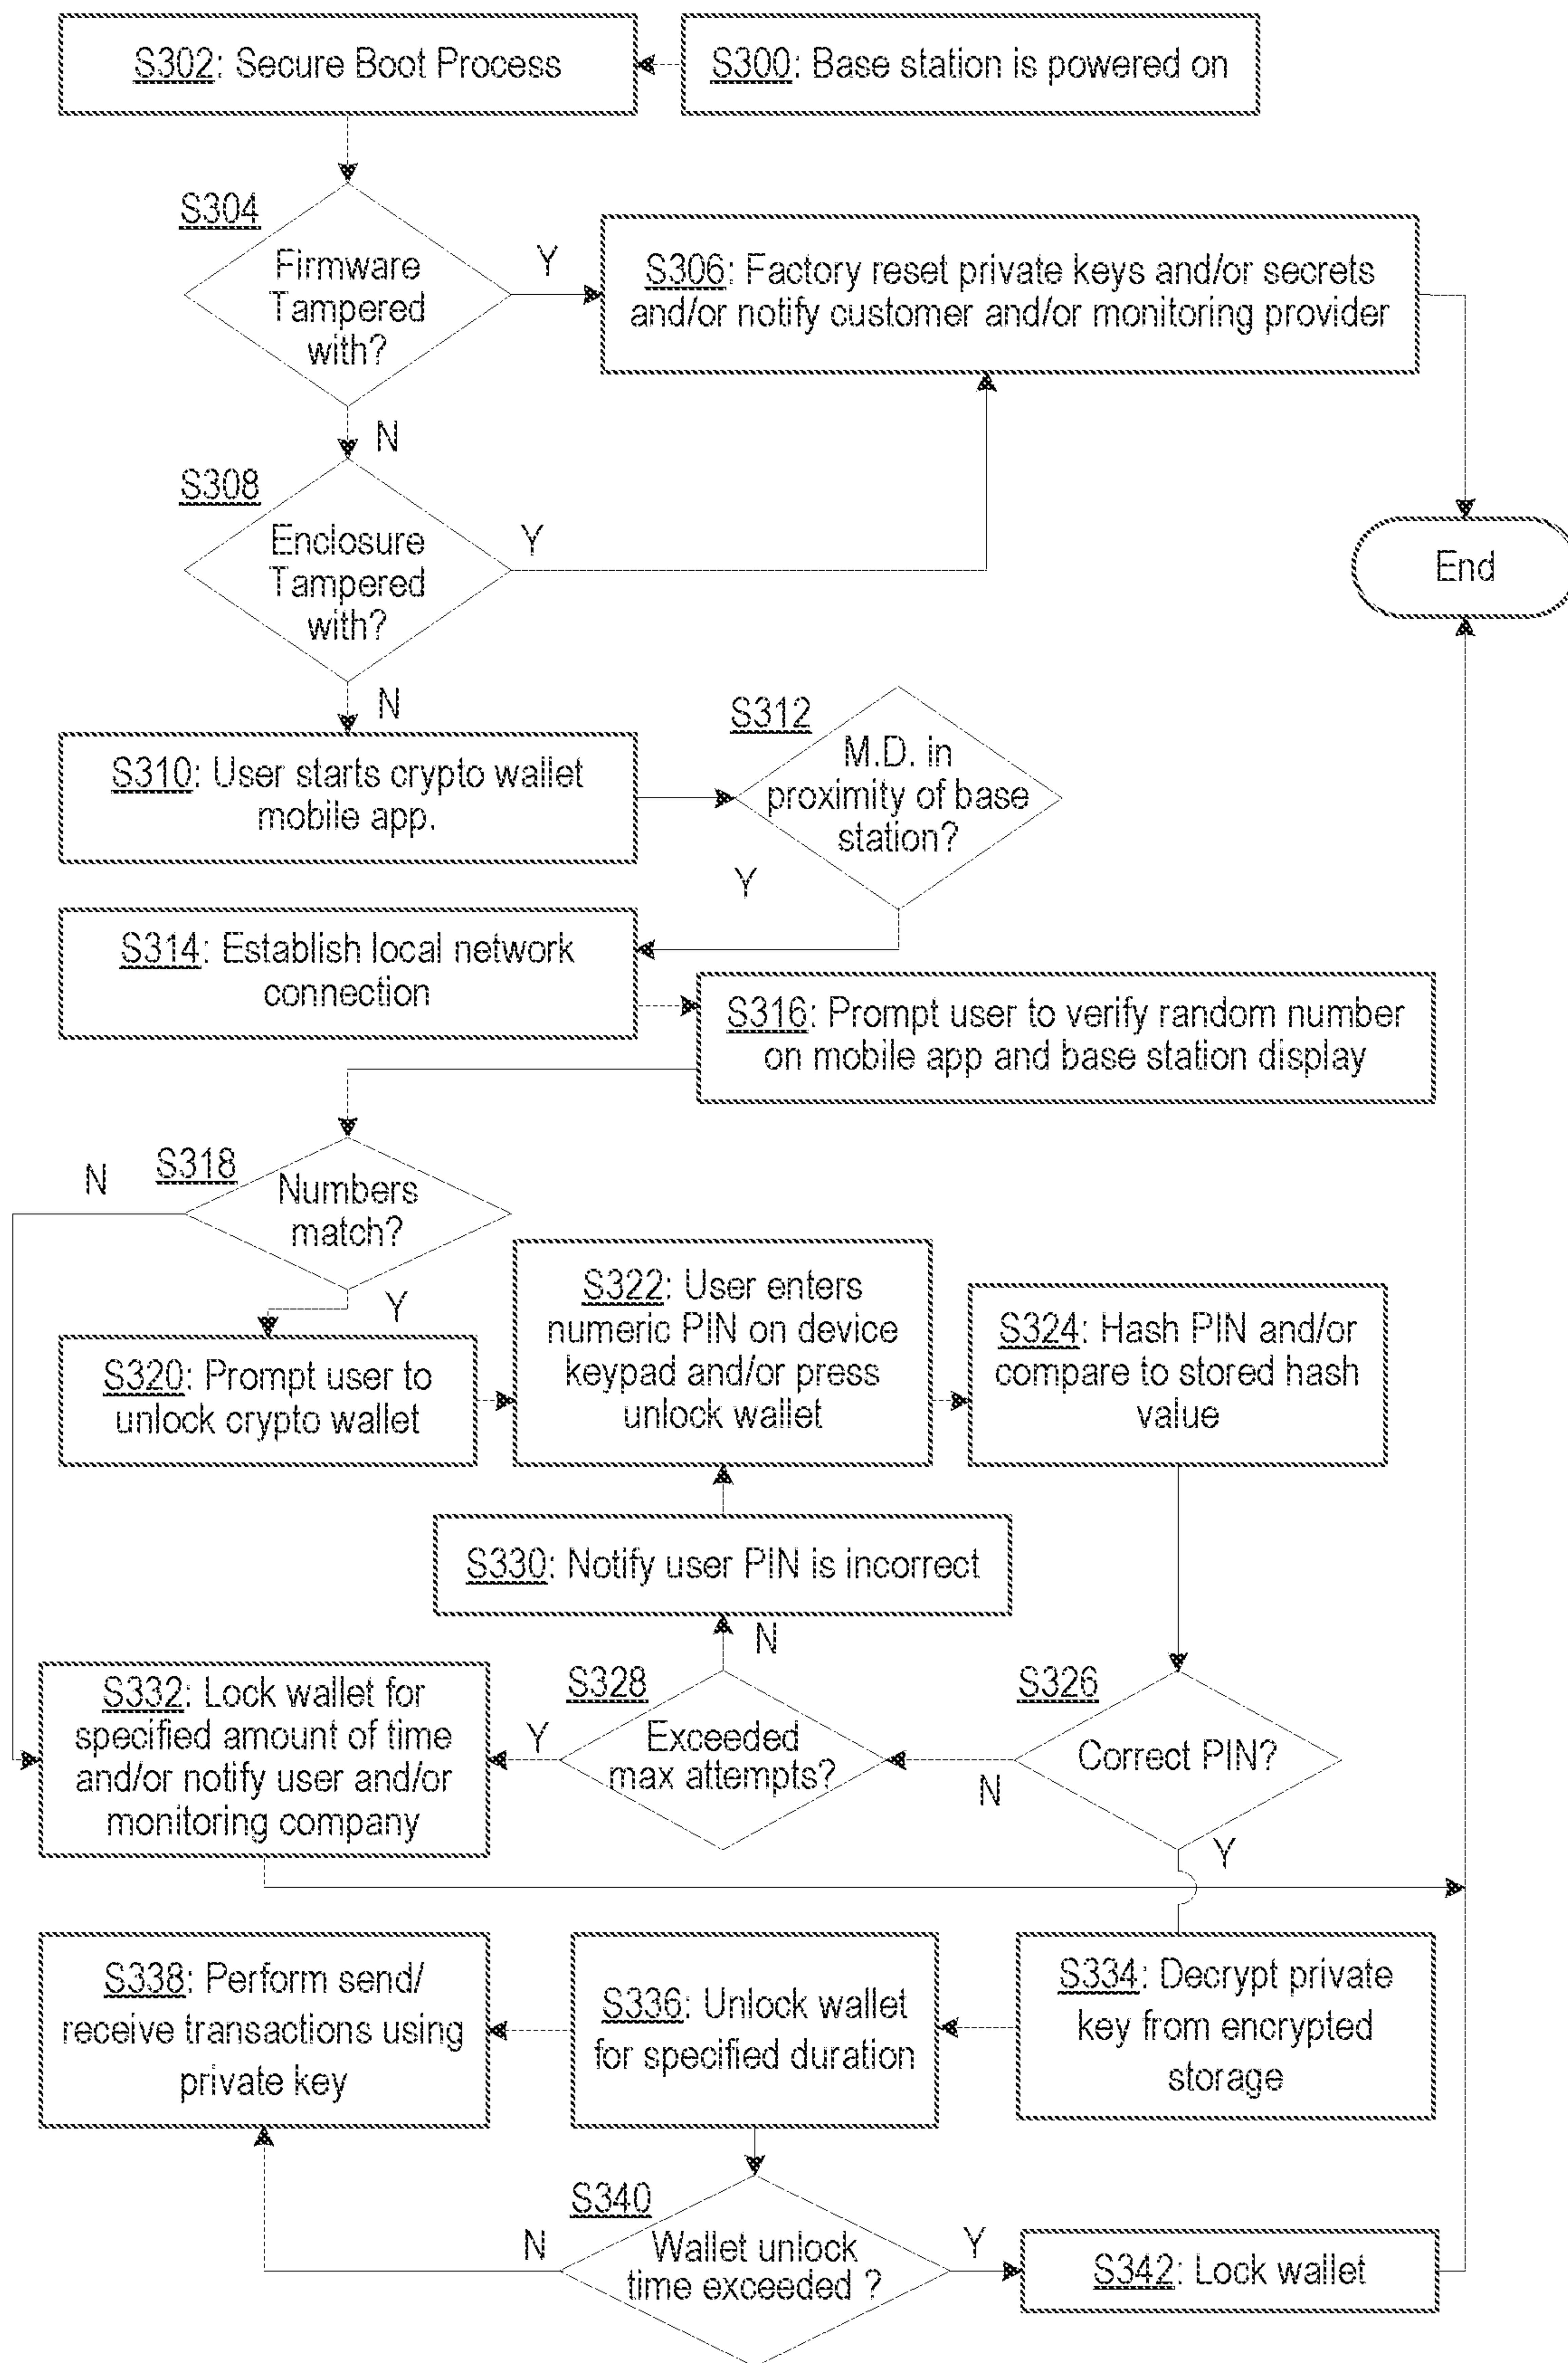 S302: Secure Boot Process
S300: Base station is powered on
S304
Firmware
Tampered
with?
Y
S306: Factory reset private keys and/or secrets
and/or notify customer and/or monitoring provider
N
S308
Enclosure
Tampered
with?
Y
End
N
S310: User starts crypto wallet
mobile app.
S312
M.D. in
proximity of base
station?
Y
S314: Establish local network
connection
S316: Prompt user to verify random number
on mobile app and base station display
S318
Numbers
match?
N
Y
S320: Prompt user to
unlock crypto wallet
S322: User enters
numeric PIN on device
keypad and/or press
unlock wallet
S324: Hash PIN and/or
compare to stored hash
value
S330: Notify user PIN is incorrect
N
S332: Lock wallet for
specified amount of time
and/or notify user and/or
monitoring company
Y
S328
Exceeded
max attempts?
N
S326
Correct PIN?
Y
S338: Perform send/
receive transactions using
private key
S336: Unlock wallet
for specified duration
S334: Decrypt private
key from encrypted
storage
S340
N
Wallet unlock
time exceeded ?
Y
S342: Lock wallet